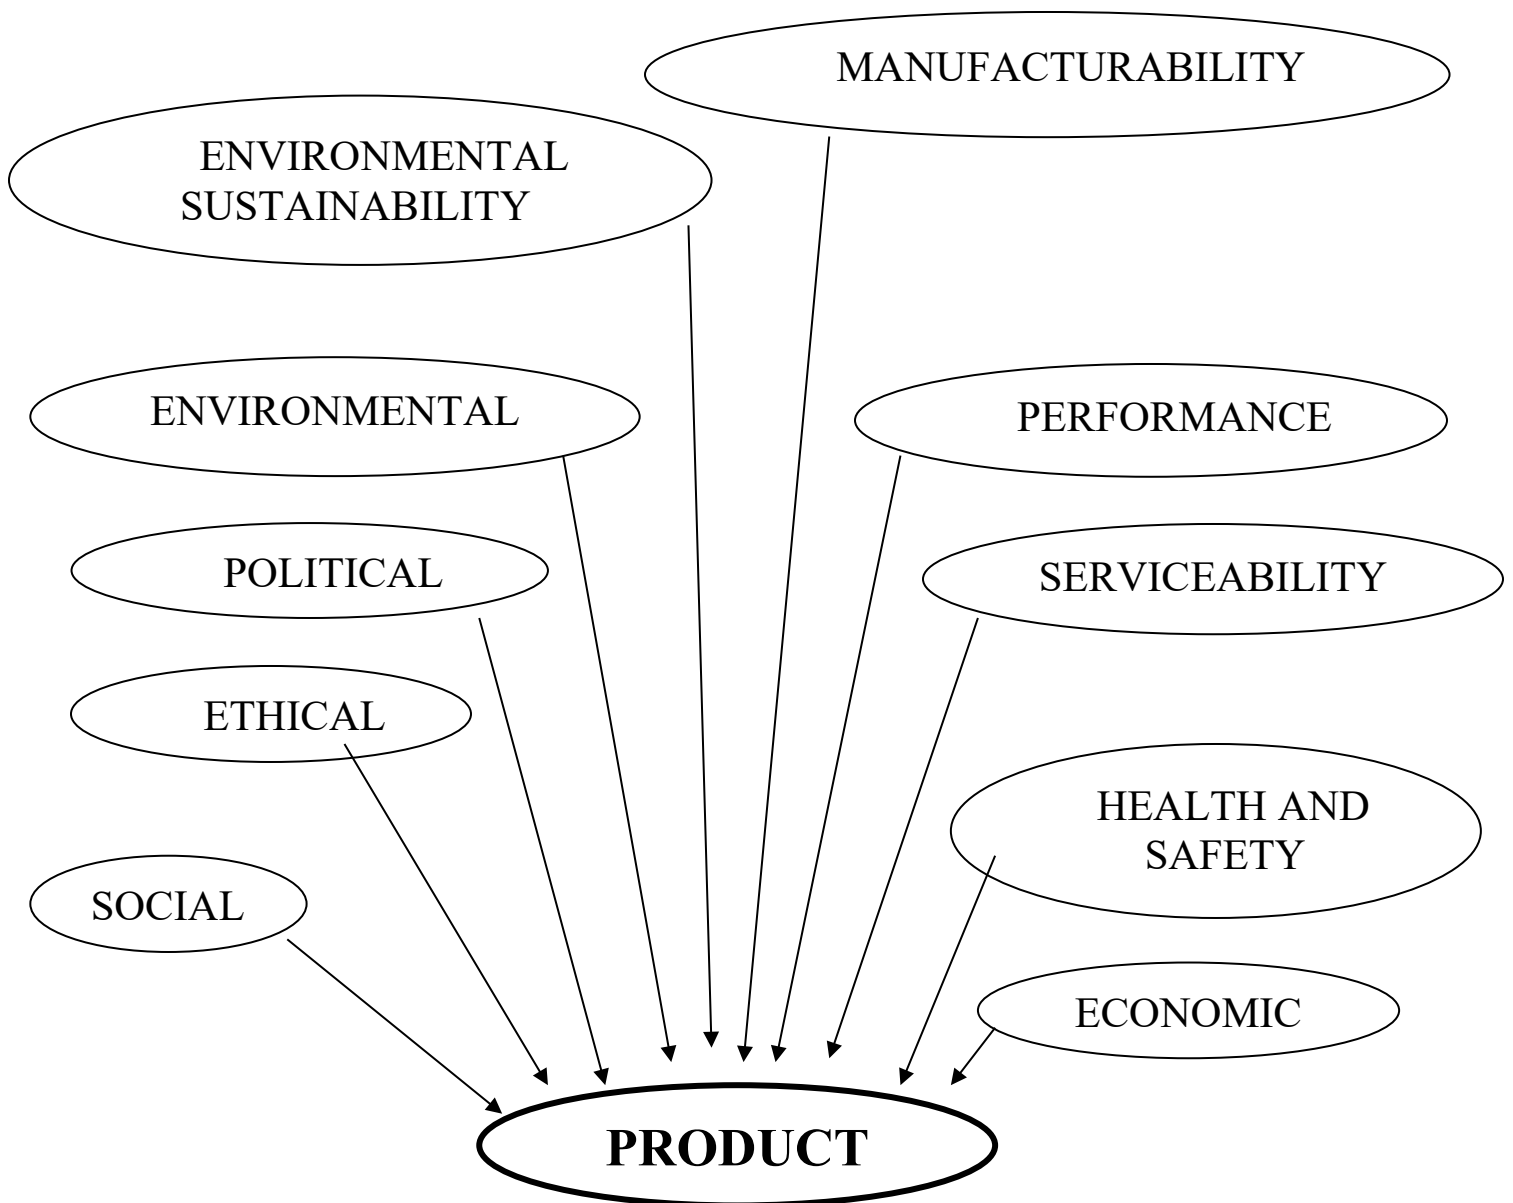 MANUFACTURABILITY
ENVIRONMENTAL
SUSTAINABILITY
ENVIRONMENTAL
PERFORMANCE
POLITICAL
SERVICEABILITY
ETHICAL
HEALTH AND
SAFETY
SOCIAL
ECONOMIC
PRODUCT